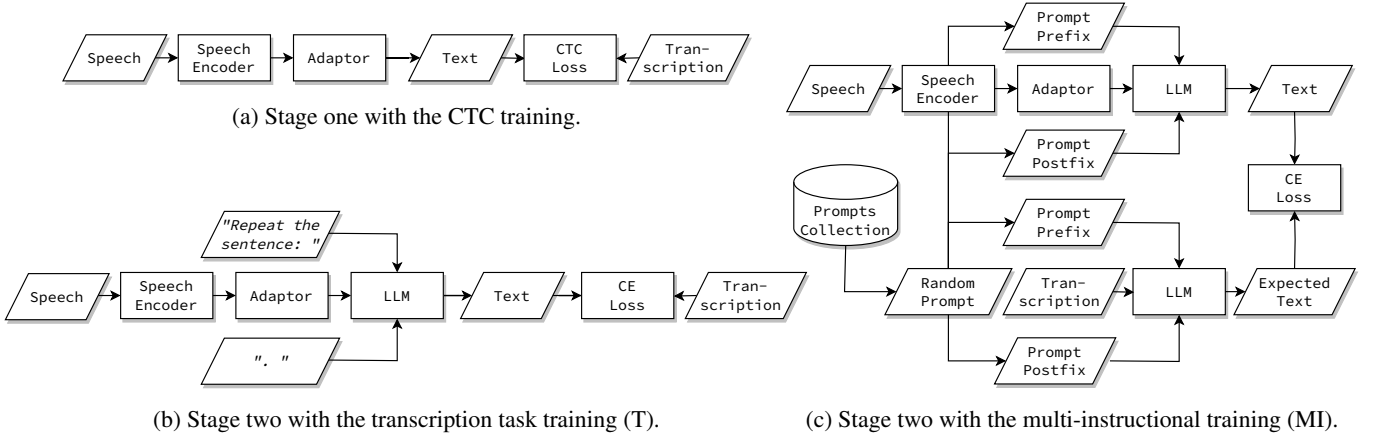 Speech
Speech
Encoder
Adaptor
Text
CTC
Loss
Tran-
scription
(a) Stage one with the CTC training.
"Repeat the
sentence: "
Speech
Speech
Encoder
Adaptor
LLM
Text
CE
Loss
Tran-
scription
". "
(b) Stage two with the transcription task training (T).
Prompt
Prefix
Speech
Speech
Encoder
Adaptor
LLM
Text
Prompt
Postfix
CE
Loss
Prompts
Collection
Prompt
Prefix
Random
Prompt
Tran-
scription
LLM
Expected
Text
Prompt
Postfix
(c) Stage two with the multi-instructional training (MI).